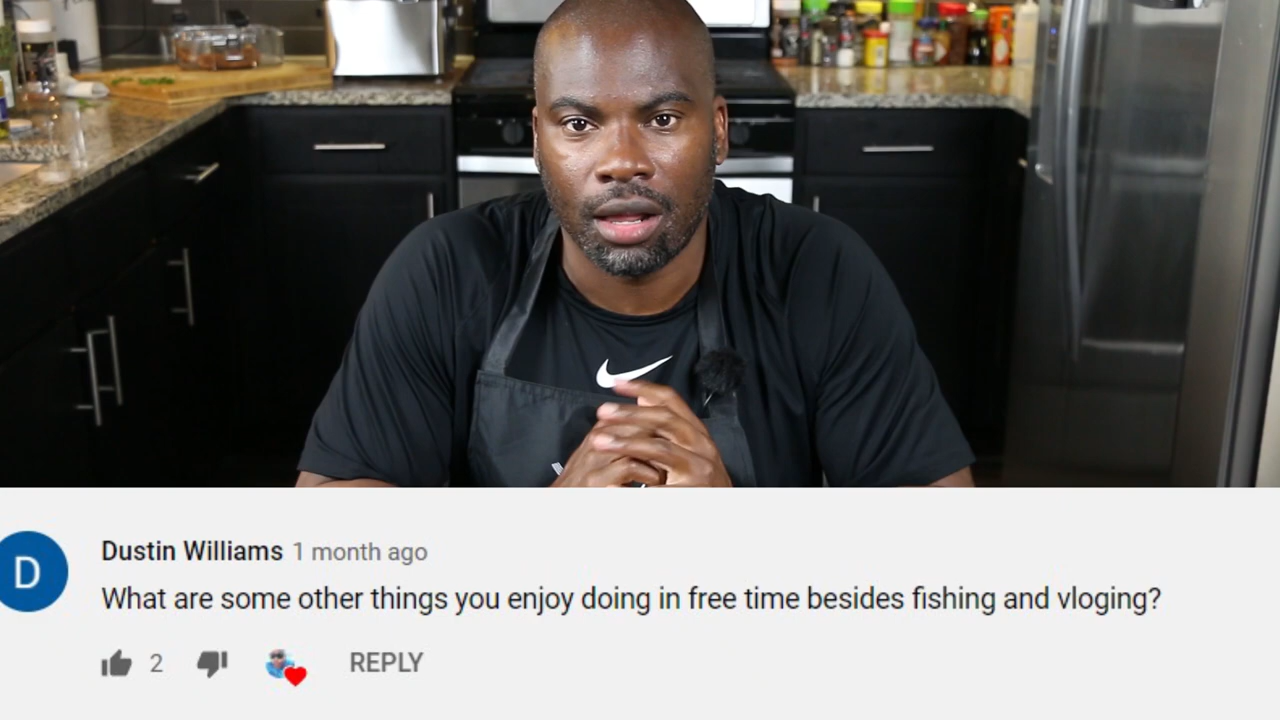 D
Dustin Williams 1 month ago
What are some other things you enjoy doing in free time besides fishing and vloging?
2
REPLY